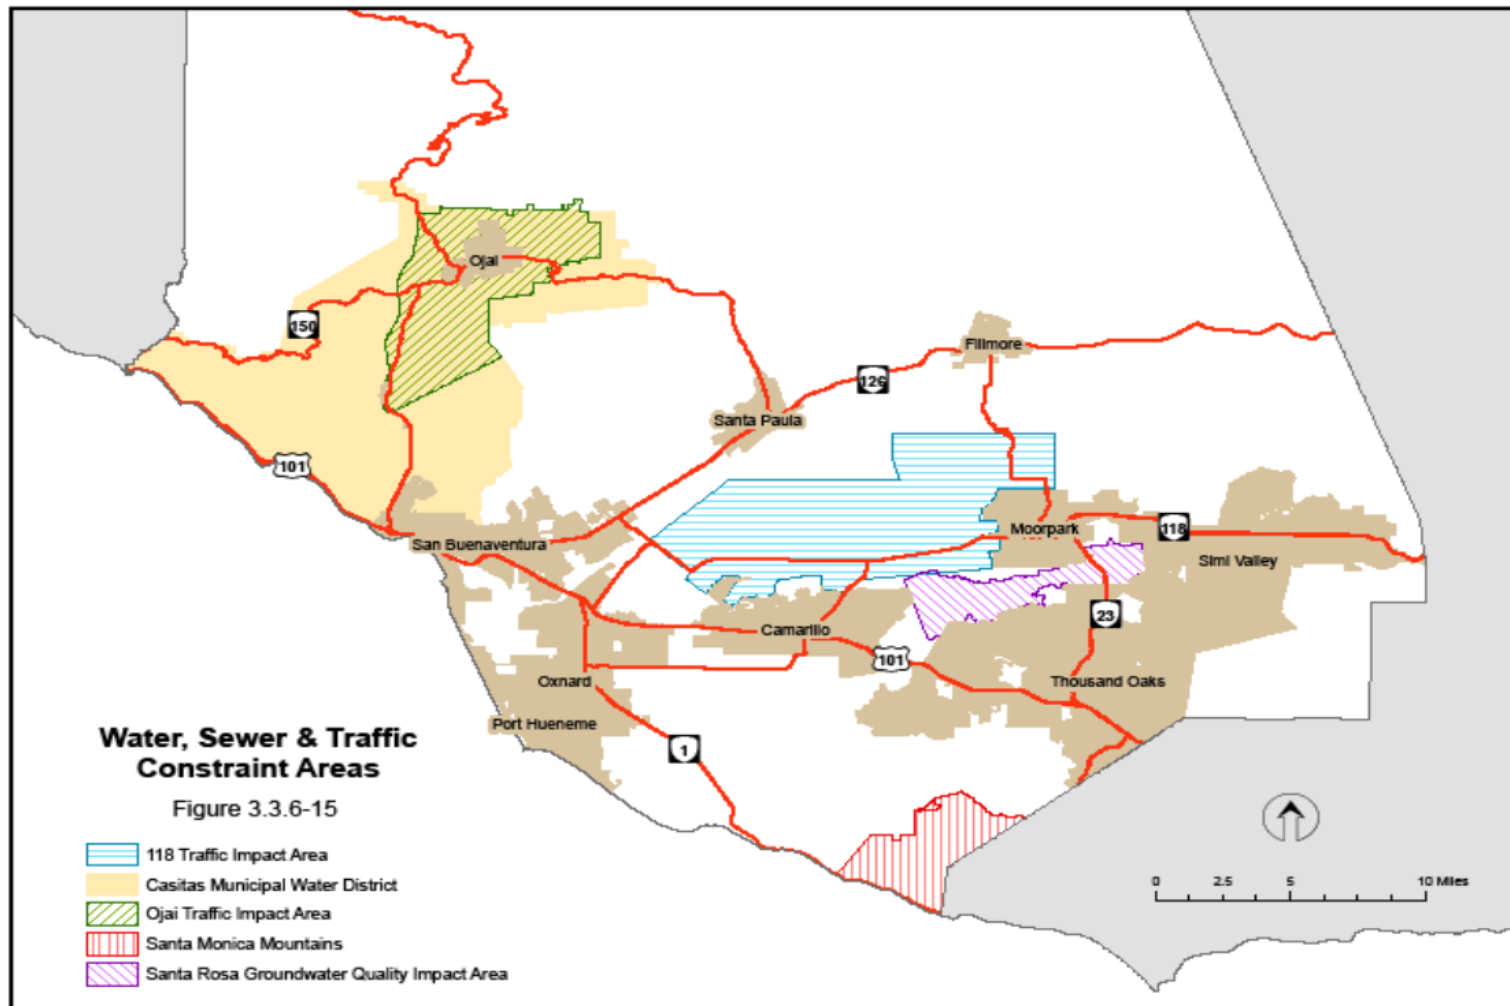 Ojai
150
Fillmore
126
Santa Paula
101
Moorpark
118
San Buenaventura
Simi Valley
23
Camarillo
101
Oxnard
Thousand Oaks
Port Hueneme
1
Water, Sewer & Traffic
Constraint Areas
Figure 3.3.6-15
118 Traffic Impact Area
Casitas Municipal Water District
Ojai Traffic Impact Area
Santa Monica Mountains
Santa Rosa Groundwater Quality Impact Area
0 2.5 5 10 Miles